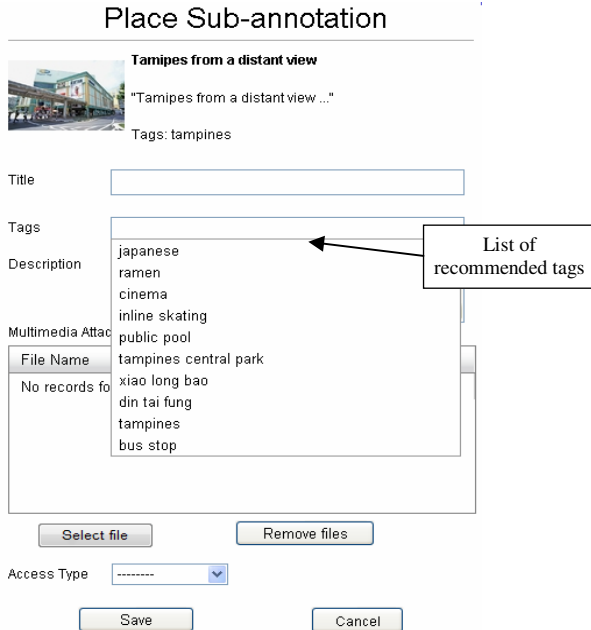 Place Sub-annotation
Tamipes from a distant view
"Tamipes from a distant view ..."
Tags: tampines
Title
Tags
List of
recommended tags
japanese
Description
ramen
cinema
inline skating
Multimedia Attac
public pool
File Name
tampines central park
No records fo
xiao long bao
din tai fung
tampines
bus stop
Select file
Remove files
Access Type
--------
Save
Cancel